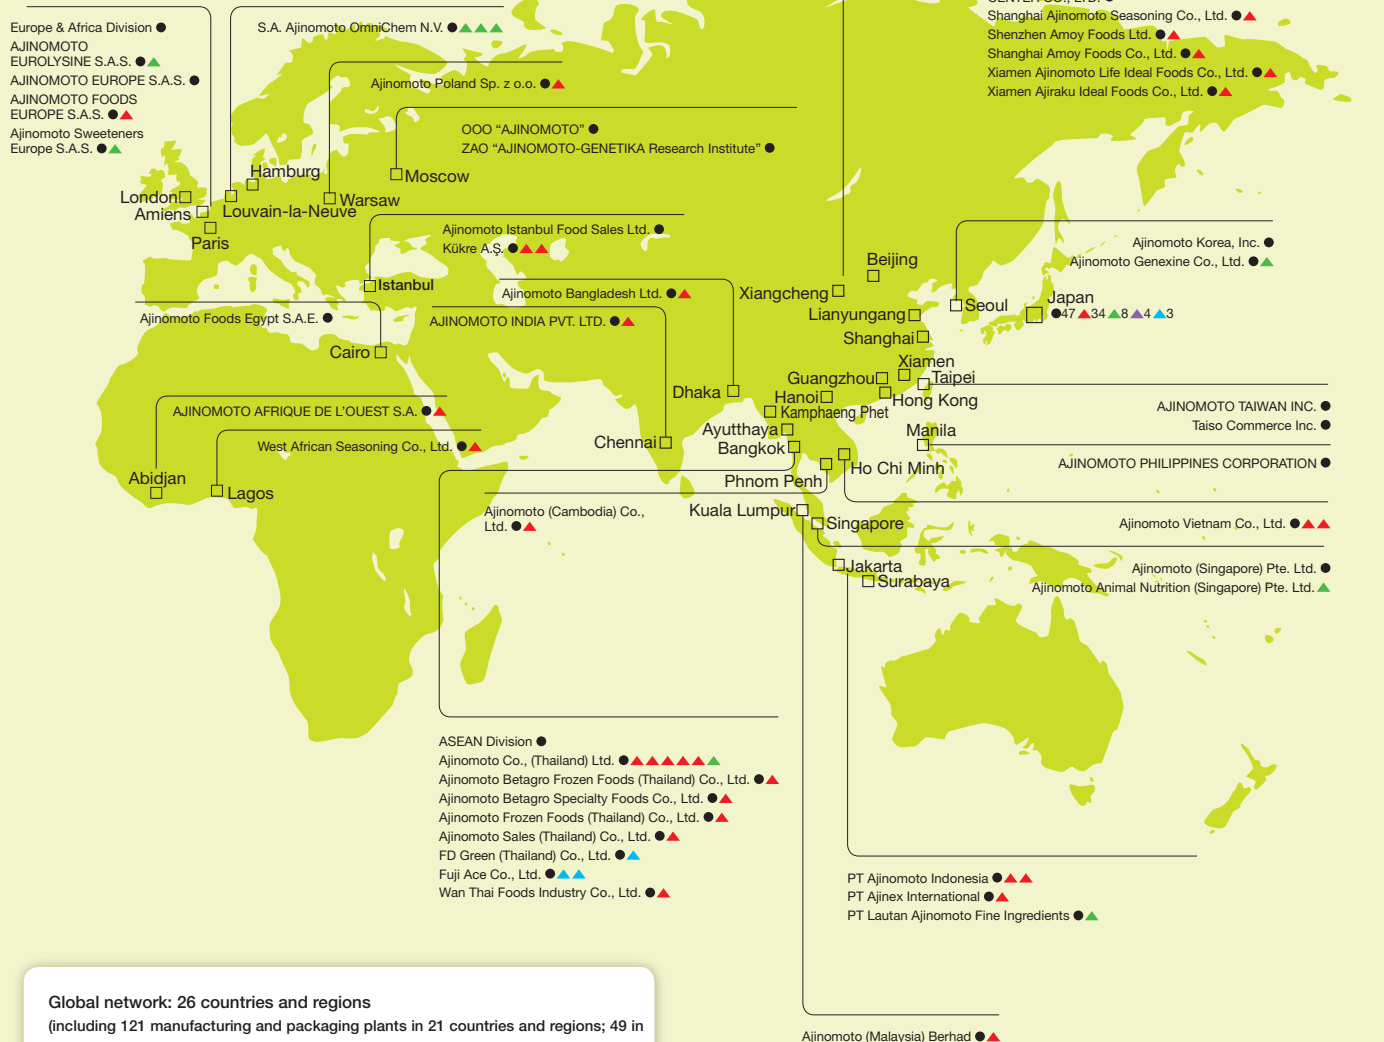 Europe & Africa Division ●
AJINOMOTO
EUROLYSINE S.A.S. ●▲
AJINOMOTO EUROPE S.A.S. ●
AJINOMOTO FOODS
EUROPE S.A.S. ●▲
Ajinomoto Sweeteners
Europe S.A.S. ●▲
S.A. Ajinomoto OmniChem N.V. ●▲▲▲
Ajinomoto Poland Sp. z o.o. ●▲
OOO “AJINOMOTO” ●
ZAO “AJINOMOTO-GENETIKA Research Institute” ●
Shanghai Ajinomoto Seasoning Co., Ltd. ●▲
Shenzhen Amoy Foods Ltd. ●▲
Shanghai Amoy Foods Co., Ltd. ●▲
Xiamen Ajinomoto Life Ideal Foods Co., Ltd. ●▲
Xiamen Ajiraku Ideal Foods Co., Ltd. ●▲
Hamburg
Moscow
London
Amiens
Louvain-la-Neuve
Warsaw
Paris
Ajinomoto Istanbul Food Sales Ltd. ●
Kükre A.Ş. ●▲▲
Istanbul
Ajinomoto Bangladesh Ltd. ●▲
Ajinomoto Foods Egypt S.A.E. ●
AJINOMOTO INDIA PVT. LTD. ●▲
Cairo
Ajinomoto Korea, Inc. ●
Ajinomoto Genexine Co., Ltd. ●▲
Beijing
Xiangcheng
Lianyungang
Shanghai
Seoul
Japan
●47 ▲34 ▲8 ▲4 ▲3
Xiamen
Guangzhou
Taipei
Dhaka
Hanoi
Hong Kong
Kamphaeng Phet
Ayutthaya
Manila
Chennai
Bangkok
Ho Chi Minh
Phnom Penh
AJINOMOTO TAIWAN INC. ●
Taiso Commerce Inc. ●
AJINOMOTO PHILIPPINES CORPORATION ●
AJINOMOTO AFRIQUE DE L’OUEST S.A. ●▲
West African Seasoning Co., Ltd. ●▲
Abidjan
Lagos
Ajinomoto (Cambodia) Co.,
Ltd. ●▲
Kuala Lumpur
Singapore
Ajinomoto Vietnam Co., Ltd. ●▲▲
Jakarta
Surabaya
Ajinomoto (Singapore) Pte. Ltd. ●
Ajinomoto Animal Nutrition (Singapore) Pte. Ltd. ▲
ASEAN Division ●
Ajinomoto Co., (Thailand) Ltd. ●▲▲▲▲▲▲
Ajinomoto Betagro Frozen Foods (Thailand) Co., Ltd. ●▲
Ajinomoto Betagro Specialty Foods Co., Ltd. ●▲
Ajinomoto Frozen Foods (Thailand) Co., Ltd. ●▲
Ajinomoto Sales (Thailand) Co., Ltd. ●▲
FD Green (Thailand) Co., Ltd. ●▲
Fuji Ace Co., Ltd. ●▲▲
Wan Thai Foods Industry Co., Ltd. ●▲
PT Ajinomoto Indonesia ●▲▲
PT Ajinex International ●▲
PT Lautan Ajinomoto Fine Ingredients ●▲
Global network: 26 countries and regions
(including 121 manufacturing and packaging plants in 21 countries and regions; 49 in
Ajinomoto (Malaysia) Berhad ●▲